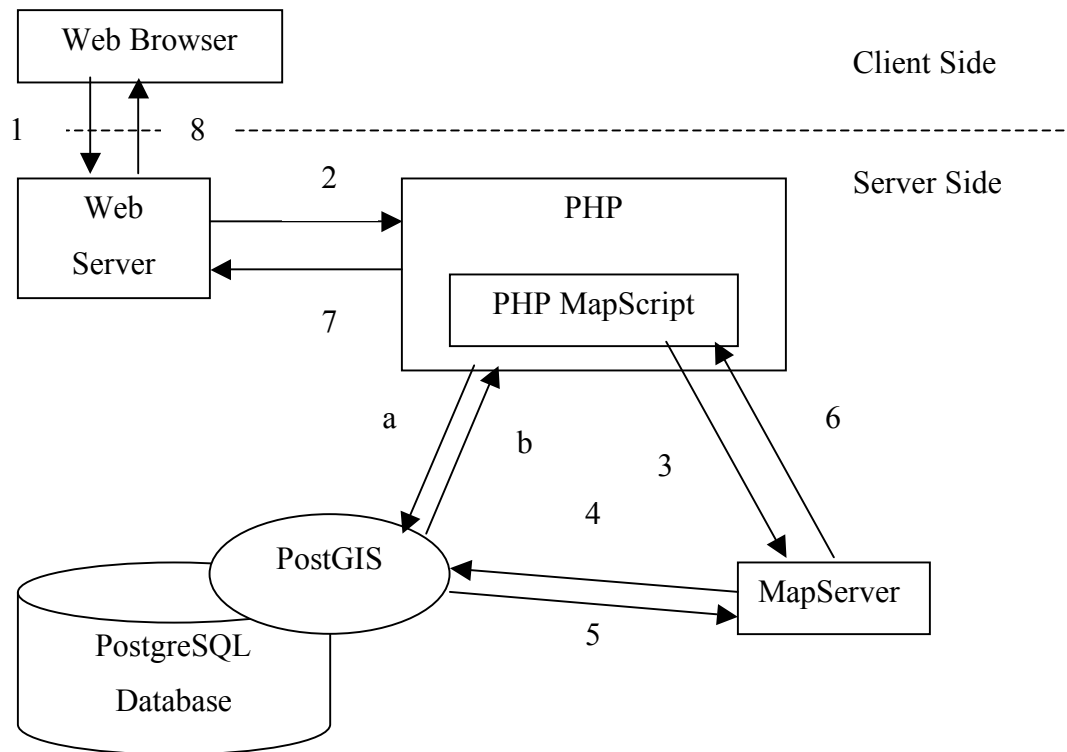 Web Browser
Client Side
1
8
Server Side
Web
Server
2
PHP
7
PHP MapScript
a
b
3
6
4
PostGIS
MapServer
5
PostgreSQL
Database